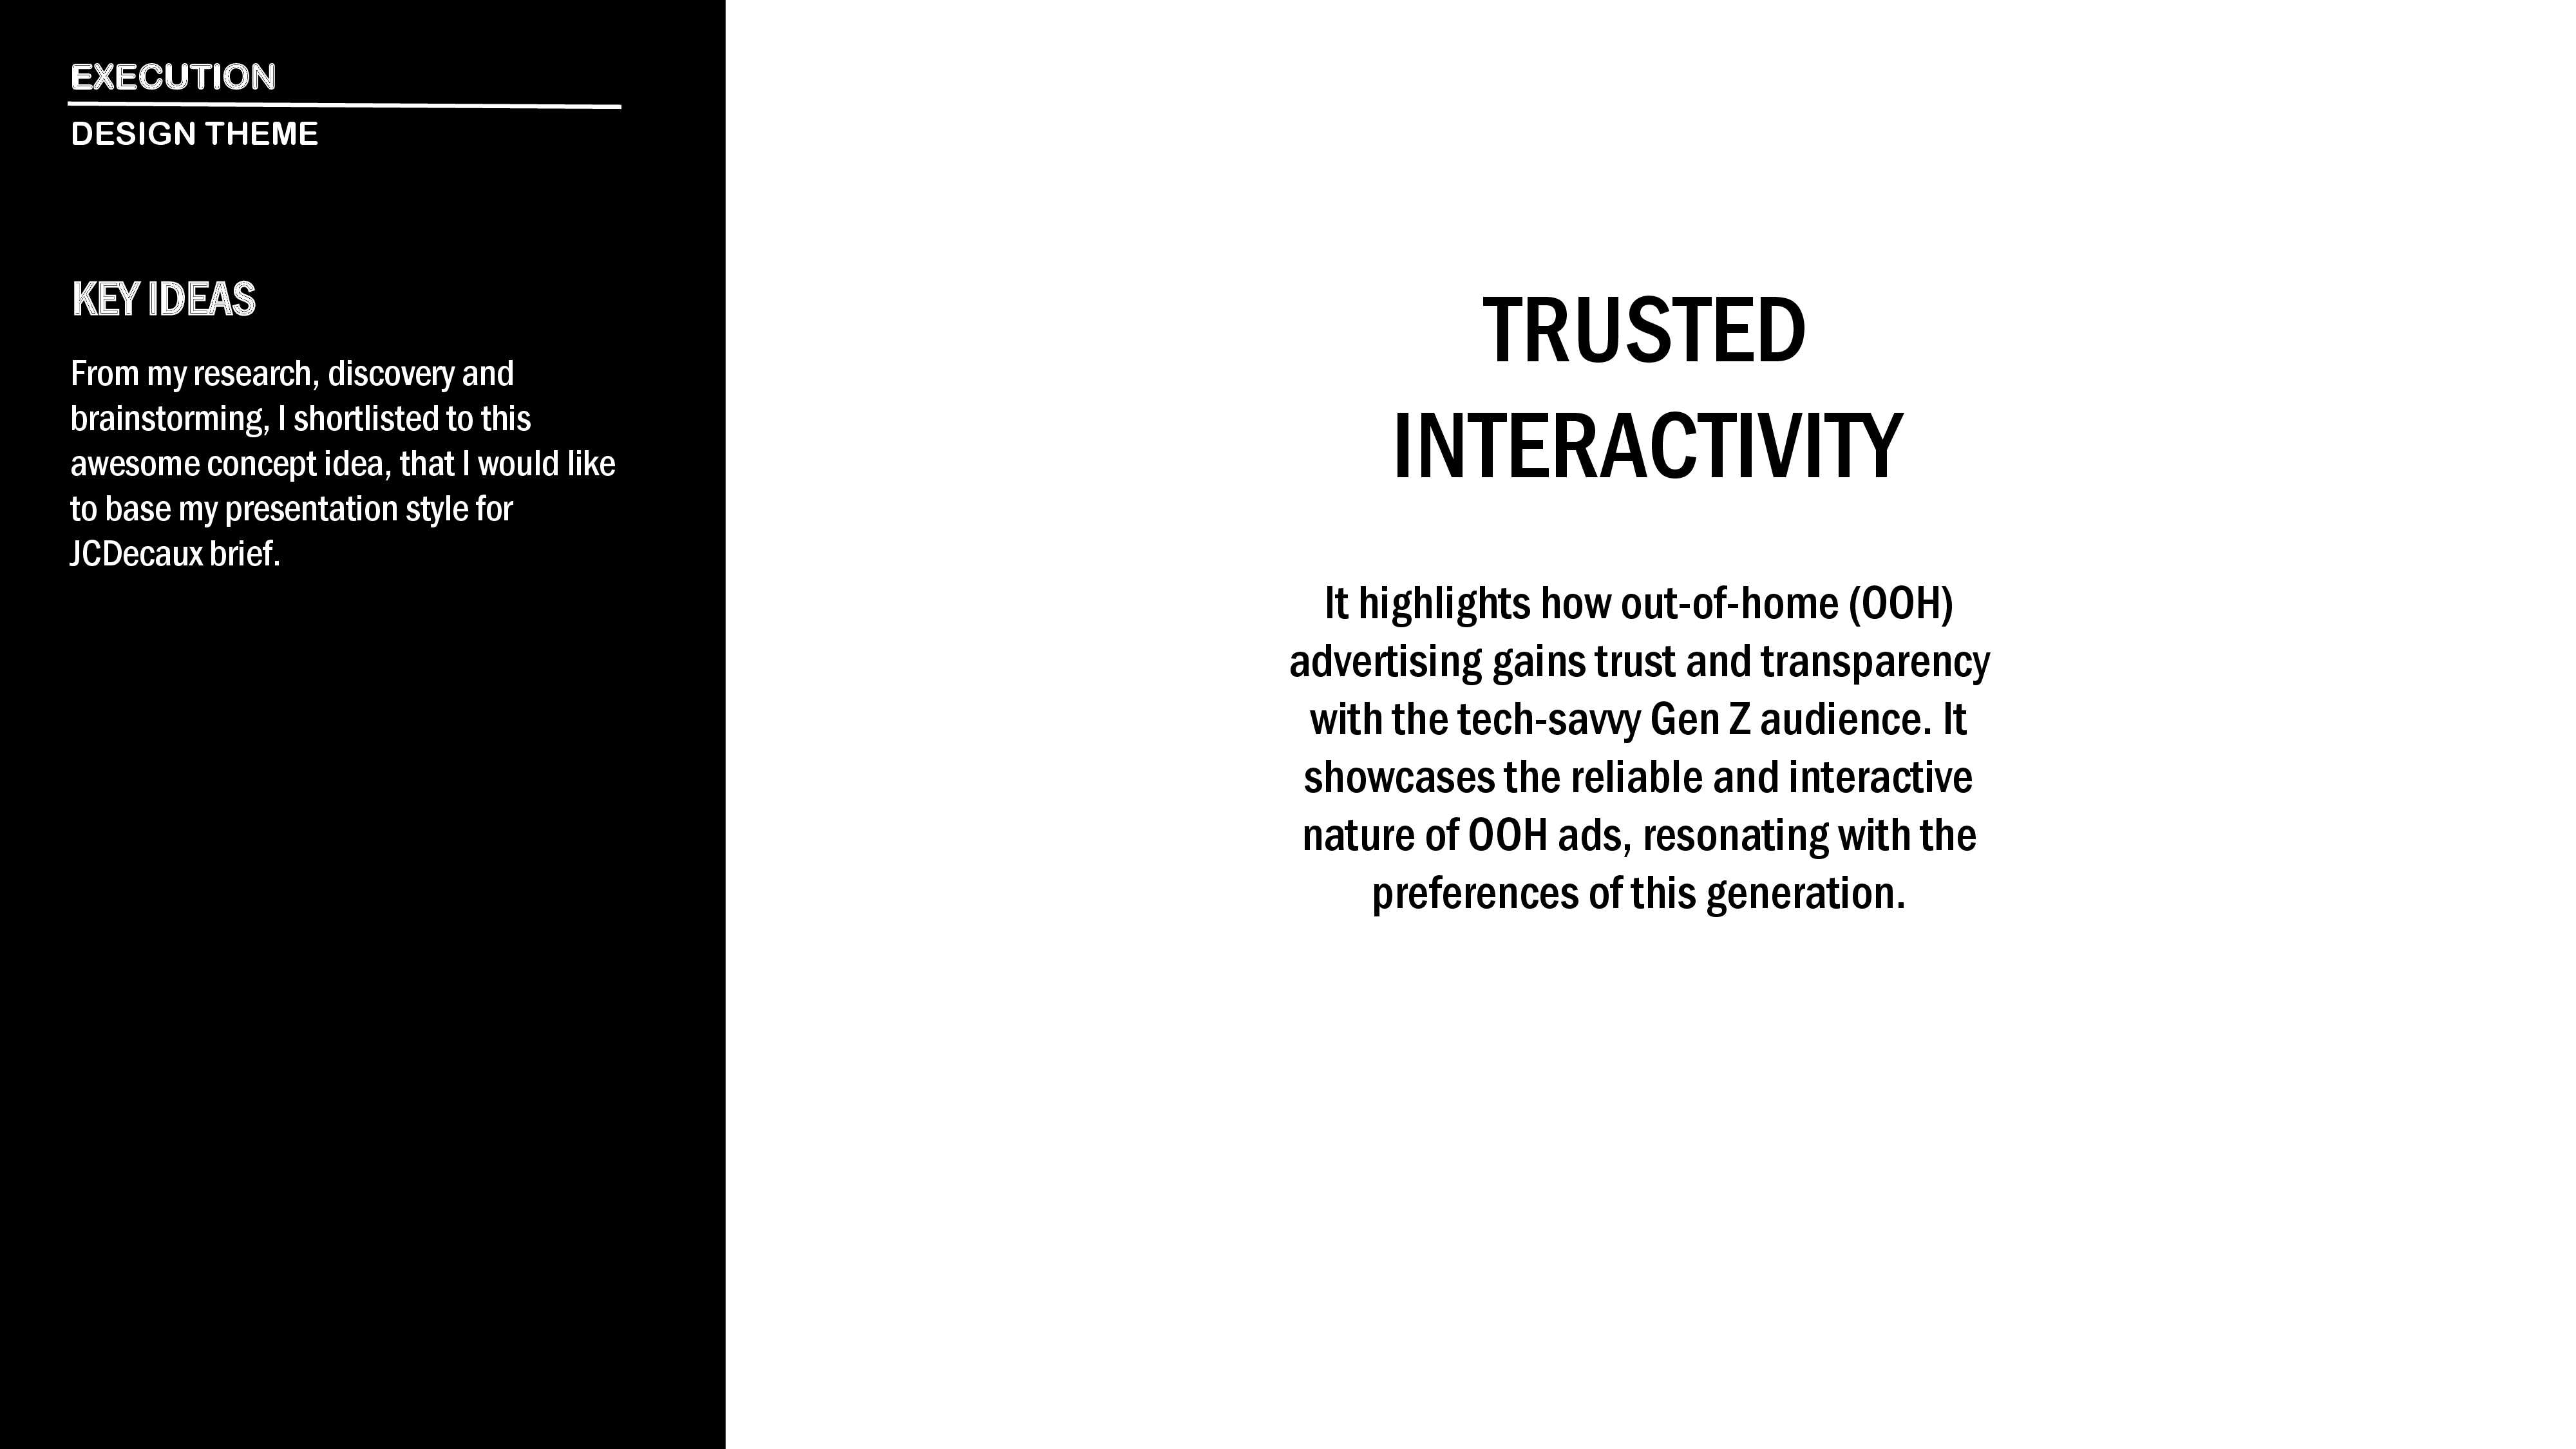 EXECUTION
DESIGN THEME
KEY IDEAS
From my research, discovery and
brainstorming, I shortlisted to this
awesome concept idea, that I would like
to base my presentation style for
JCDecaux brief.
TRUSTED
INTERACTIVITY
It highlights how out-of-home (OOH)
advertising gains trust and transparency
with the tech-savvy Gen Z audience. It
showcases the reliable and interactive
nature of OOH ads, resonating with the
preferences of this generation.